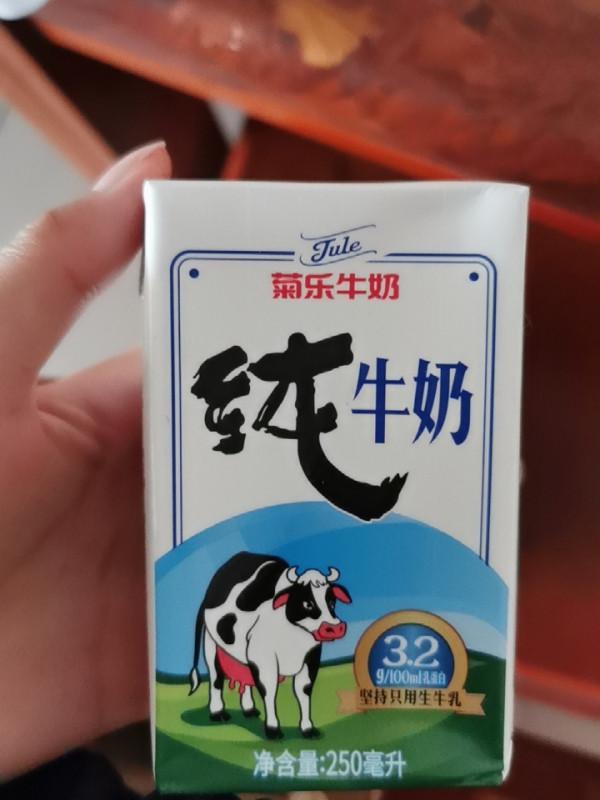 Jule
菊乐牛奶
纯牛奶
3.2
g/100ml乳蛋白
坚持只用生牛乳
净含量:250毫升